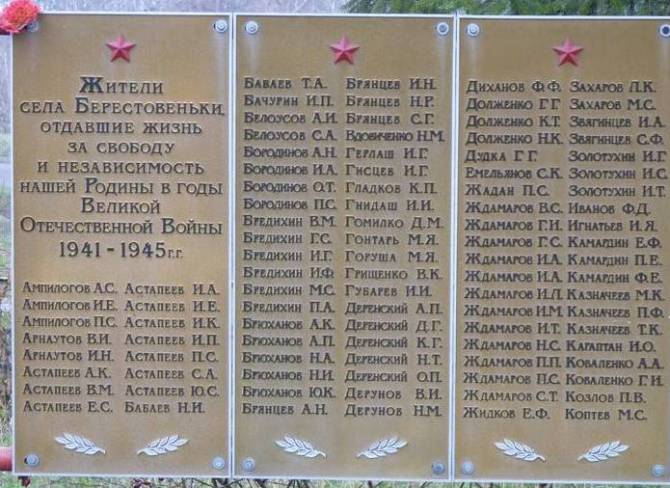 Жители
села Берестовеньки,
отдавшие жизнь
за свободу
и независимость
нашей Родины в годы
Великой
Отечественной Войны
1941 - 1945 г.г.
Ампилогов А.С. Астапеев И.А.
Ампилогов И.Е. Астапеев И.Е.
Ампилогов П.С. Астапеев И.К.
Арнаутов В.И. Астапеев И.П.
Арнаутов И.Н. Астапеев П.С.
Астапеев А.К. Астапеев С.А.
Астапеев В.М. Астапеев Ю.С.
Астапеев Е.С. Бабаев Н.И.
Бабаев Т.А. Брянцев И.Н.
Бачурин И.П. Брянцев Н.Р.
Белоусов А.И. Брянцев С.Г.
Белоусов С.А. Вдовиченко Н.М.
Бородинов А.Н. Герлаш И.Г.
Бородинов И.А. Гисцев И.Г.
Бородинов О.Т. Гладков К.П.
Бородинов П.С. Гнидаш И.И.
Бредихин В.М. Гомилко Д.М.
Бредихин Г.С. Гонтарь М.Я.
Бредихин И.Г. Горуша М.Я.
Бредихин И.Ф. Грищенко В.К.
Бредихин М.С. Губарев И.И.
Бредихин П.А. Деренский А.П.
Брюханов А.К. Деренский Д.Г.
Брюханов А.П. Деренский К.Г.
Брюханов Н.А. Деренский Н.Т.
Брюханов Н.И. Деренский О.П.
Брюханов Ю.К. Дерунов В.И.
Брянцев А.Н. Дерунов Н.М.
Диханов Ф.Ф. Захаров Л.К.
Долженко Г.Г. Захаров М.С.
Долженко К.Т. Звягинцев И.А.
Долженко Н.К. Звягинцев С.Ф.
Дудка Г.Г. Золотухин И.Г.
Емельянов С.К. Золотухин И.С.
Жадан П.С. Золотухин И.Т.
Ждамаров В.С. Иванов Ф.Д.
Ждамаров Г.И. Игнатьев И.Я.
Ждамаров Г.С. Камардин Е.Ф.
Ждамаров И.А. Камардин П.Е.
Ждамаров И.А. Камардин Ф.Е.
Ждамаров И.Л. Казначеев М.К.
Ждамаров И.М. Казначеев П.Ф.
Ждамаров И.Т. Казначеев Т.К.
Ждамаров Н.С. Караптан И.О.
Ждамаров П.П. Коваленко А.А.
Ждамаров П.С. Коваленко Г.И.
Ждамаров С.Т. Козлов П.В.
Жидков Е.Ф. Коптев М.С.